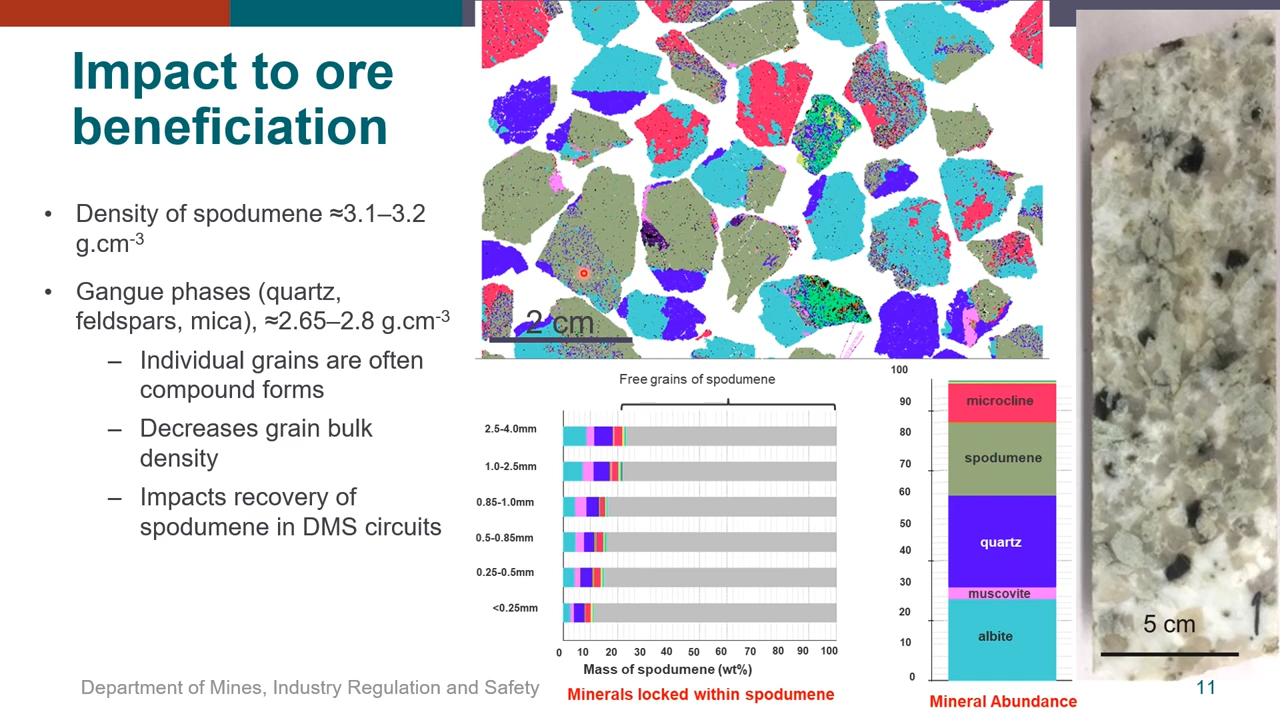 Impact to ore
beneficiation
• Density of spodumene ≈3.1–3.2
g.cm-3
• Gangue phases (quartz,
feldspars, mica), ≈2.65–2.8 g.cm-3
– Individual grains are often
compound forms
– Decreases grain bulk
density
– Impacts recovery of
spodumene in DMS circuits
2 cm
Free grains of spodumene
2.5-4.0mm
1.0-2.5mm
0.85-1.0mm
0.5-0.85mm
0.25-0.5mm
<0.25mm
0 10 20 30 40 50 60 70 80 90 100
Mass of spodumene (wt%)
Minerals locked within spodumene
100
90
80
70
60
50
40
30
20
10
0
microcline
spodumene
quartz
muscovite
albite
Mineral Abundance
5 cm
Department of Mines, Industry Regulation and Safety
11